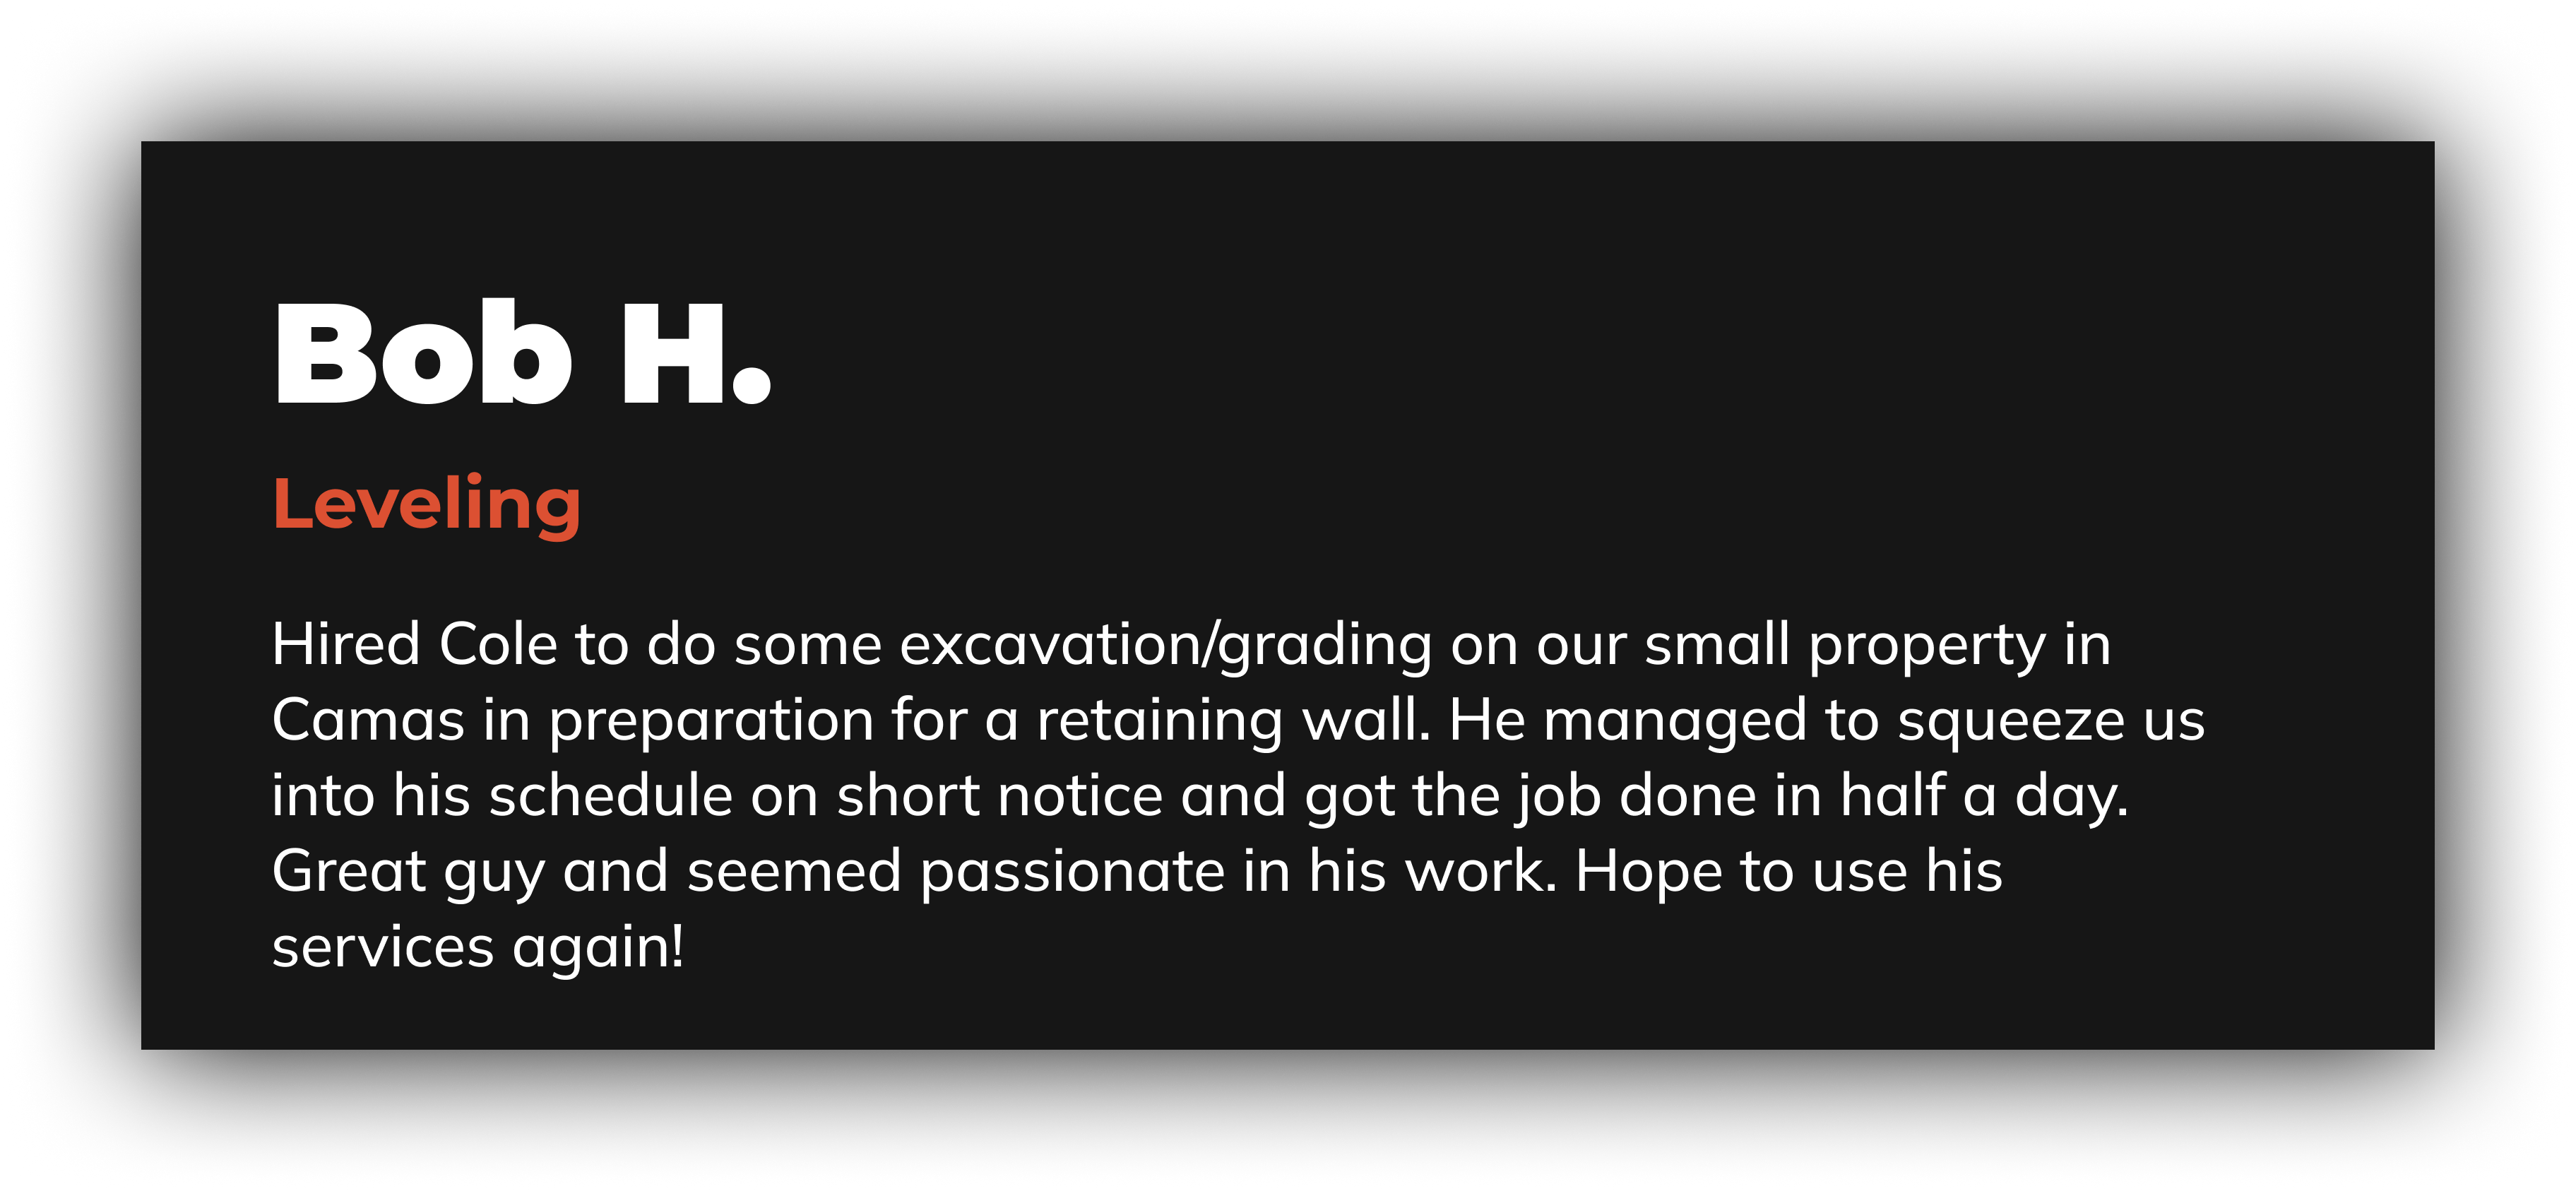 Bob H.
Leveling
Hired Cole to do some excavation/grading on our small property in
Camas in preparation for a retaining wall. He managed to squeeze us
into his schedule on short notice and got the job done in half a day.
Great guy and seemed passionate in his work. Hope to use his
services again!